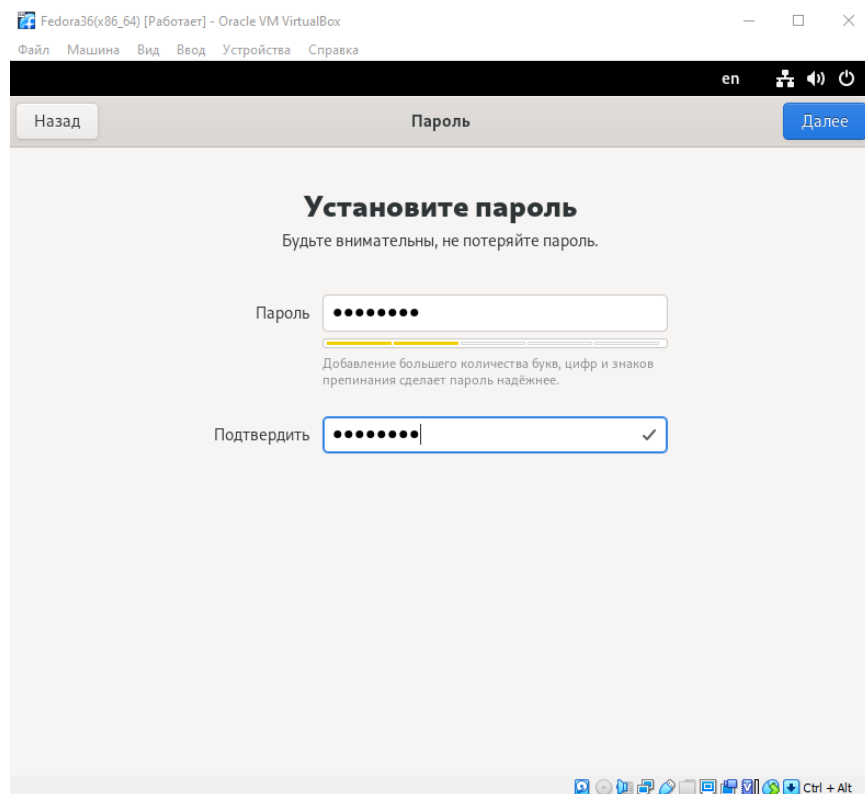 Fedora36(x86_64) [Работает] - Oracle VM VirtualBox
Файл Машина Вид Ввод Устройства Справка
en
Назад Пароль Далее
Установите пароль
Будьте внимательны, не потеряйте пароль.
Пароль ●●●●●●●●
Добавление большего количества букв, цифр и знаков
препинания сделает пароль надёжнее.
Подтвердить ●●●●●●●●
Ctrl + Alt